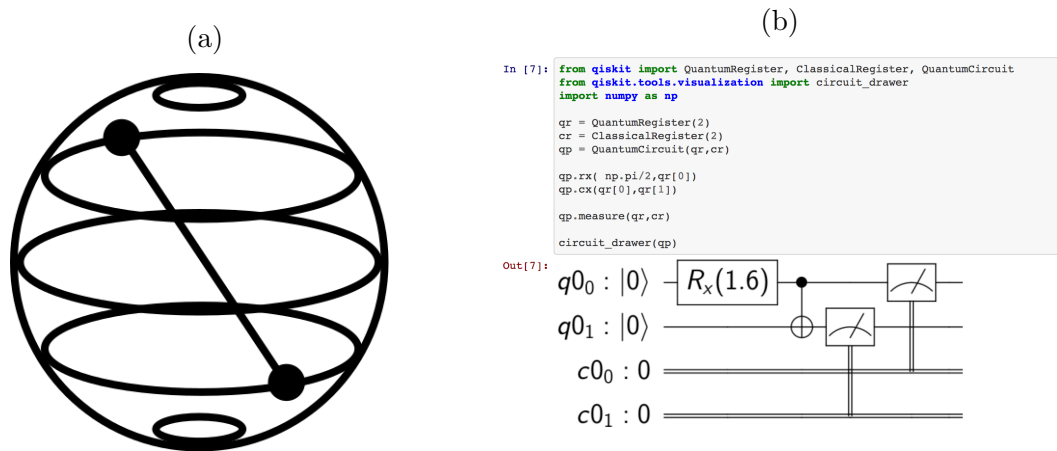 (a)
(b)
In [7]: from qiskit import QuantumRegister, ClassicalRegister, QuantumCircuit
from qiskit.tools.visualization import circuit_drawer
import numpy as np
qr = QuantumRegister(2)
cr = ClassicalRegister(2)
qp = QuantumCircuit(qr,cr)
qp.rx( np.pi/2,qr[0])
qp.cx(qr[0],qr[1])
qp.measure(qr,cr)
circuit_drawer(qp)
Out[7]:
q0₀ : |0⟩ Rₓ(1.6)
q0₁ : |0⟩
c0₀ : 0
c0₁ : 0